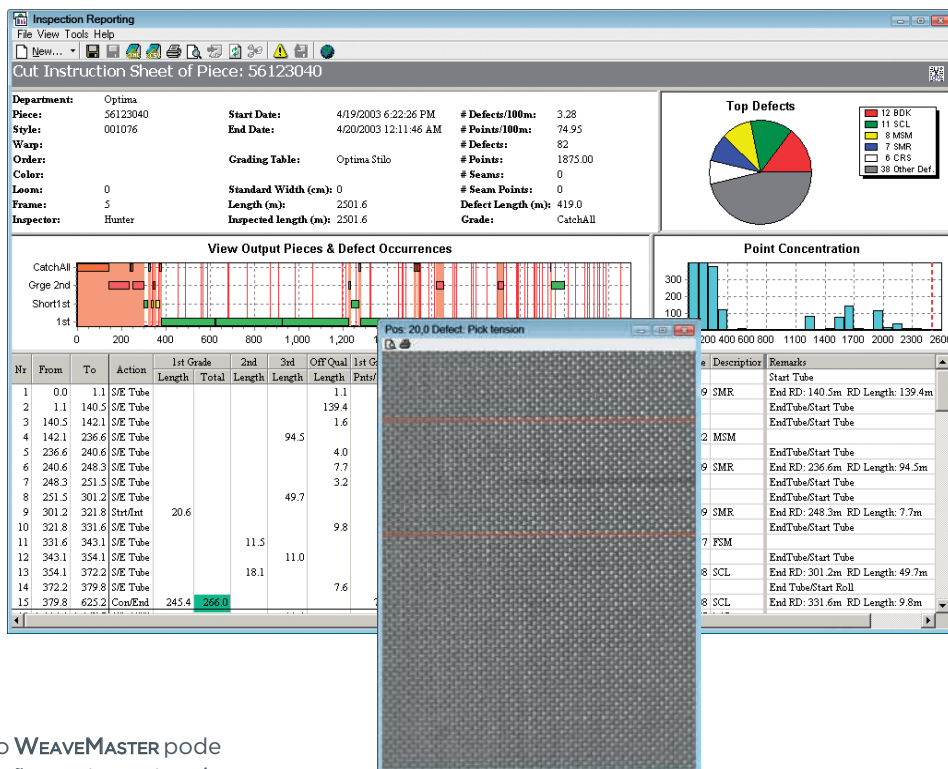 Inspection Reporting
File View Tools Help
New...
Cut Instruction Sheet of Piece: 56123040
Department: Optima
Piece: 56123040 Start Date: 4/19/2003 6:22:26 PM # Defects/100m: 3.28
Style: 001076 End Date: 4/20/2003 12:11:46 AM # Points/100m: 74.95
Warp: # Defects: 82
Order: Grading Table: Optima Stilo # Points: 1875.00
Color: # Seams: 0
Loom: 0 Standard Width (cm): 0 # Seam Points: 0
Frame: 5 Length (m): 2501.6 Defect Length (m): 419.0
Inspector: Hunter Inspected length (m): 2501.6 Grade: CatchAll
Top Defects
12 BDK
11 SCL
8 MSM
7 SMR
6 CRS
38 Other Def.
View Output Pieces & Defect Occurrences
CatchAll
Grge 2nd
Short1st
1st
0 200 400 600 800 1,000 1,200
Point Concentration
300
200
100
200 400 600 800 1100 1400 1700 2000 2300 2600
Pos: 20,0 Defect: Pick tension
Nr From To Action 1st Grade 2nd 3rd Off Qual 1st G Description Remarks
Length Total Length Length Length Pnts/
Start Tube
1 0.0 1.1 S/E Tube 1.1 SMR End RD: 140.5m RD Length: 139.4m
2 1.1 140.5 S/E Tube 139.4 EndTube/Start Tube
3 140.5 142.1 S/E Tube 1.6 EndTube/Start Tube
4 142.1 236.6 S/E Tube 94.5 MSM
5 236.6 240.6 S/E Tube 4.0 EndTube/Start Tube
6 240.6 248.3 S/E Tube 7.7 SMR End RD: 236.6m RD Length: 94.5m
7 248.3 251.5 S/E Tube 3.2 EndTube/Start Tube
8 251.5 301.2 S/E Tube 49.7 EndTube/Start Tube
9 301.2 321.8 Strt/Int 20.6 SMR End RD: 248.3m RD Length: 7.7m
10 321.8 331.6 S/E Tube 9.8 EndTube/Start Tube
11 331.6 343.1 S/E Tube 11.5 FSM
12 343.1 354.1 S/E Tube 11.0 EndTube/Start Tube
13 354.1 372.2 S/E Tube 18.1 SCL End RD: 301.2m RD Length: 49.7m
14 372.2 379.8 S/E Tube 7.6 End Tube/Start Roll
15 379.8 625.2 Con/End 245.4 266.0 SCL End RD: 331.6m RD Length: 9.8m
o WEAVEMASTER pode